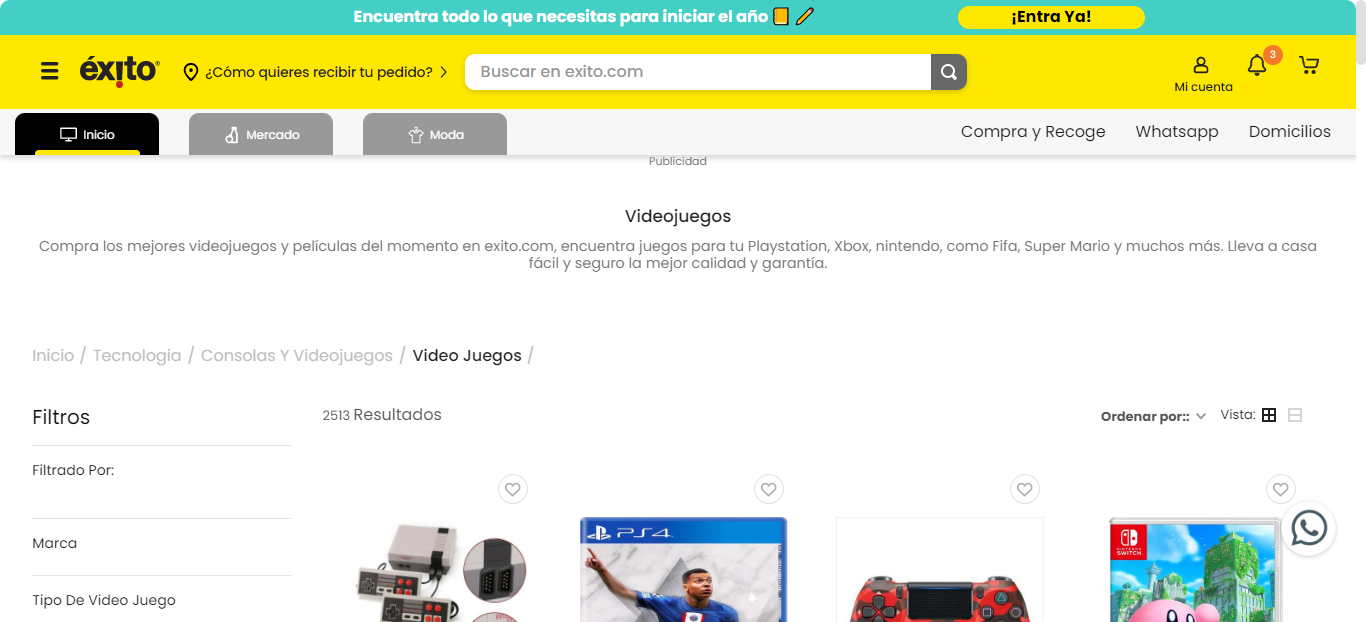 Encuentra todo lo que necesitas para iniciar el año
¡Entra Ya!
éxito
¿Cómo quieres recibir tu pedido?
Buscar en exito.com
3
Mi cuenta
Inicio
Mercado
Moda
Compra y Recoge
Whatsapp
Domicilios
Publicidad
Videojuegos
Compra los mejores videojuegos y películas del momento en exito.com, encuentra juegos para tu Playstation, Xbox, nintendo, como Fifa, Super Mario y muchos más. Lleva a casa
fácil y seguro la mejor calidad y garantía.
Inicio / Tecnologia / Consolas Y Videojuegos / Video Juegos /
Filtros
2513 Resultados
Ordenar por::
Vista:
Filtrado Por:
Marca
Tipo De Video Juego
PS4
NINTENDO
SWITCH